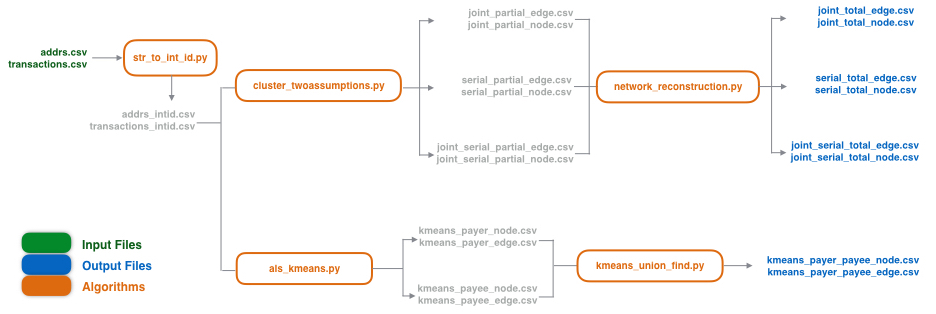 addrs.csv
transactions.csv
str_to_int_id.py
addrs_intid.csv
transactions_intid.csv
cluster_twoassumptions.py
joint_partial_edge.csv
joint_partial_node.csv
serial_partial_edge.csv
serial_partial_node.csv
joint_serial_partial_edge.csv
joint_serial_partial_node.csv
network_reconstruction.py
joint_total_edge.csv
joint_total_node.csv
serial_total_edge.csv
serial_total_node.csv
joint_serial_total_edge.csv
joint_serial_total_node.csv
als_kmeans.py
kmeans_payer_node.csv
kmeans_payer_edge.csv
kmeans_payee_node.csv
kmeans_payee_edge.csv
kmeans_union_find.py
kmeans_payer_payee_node.csv
kmeans_payer_payee_edge.csv
Input Files
Output Files
Algorithms